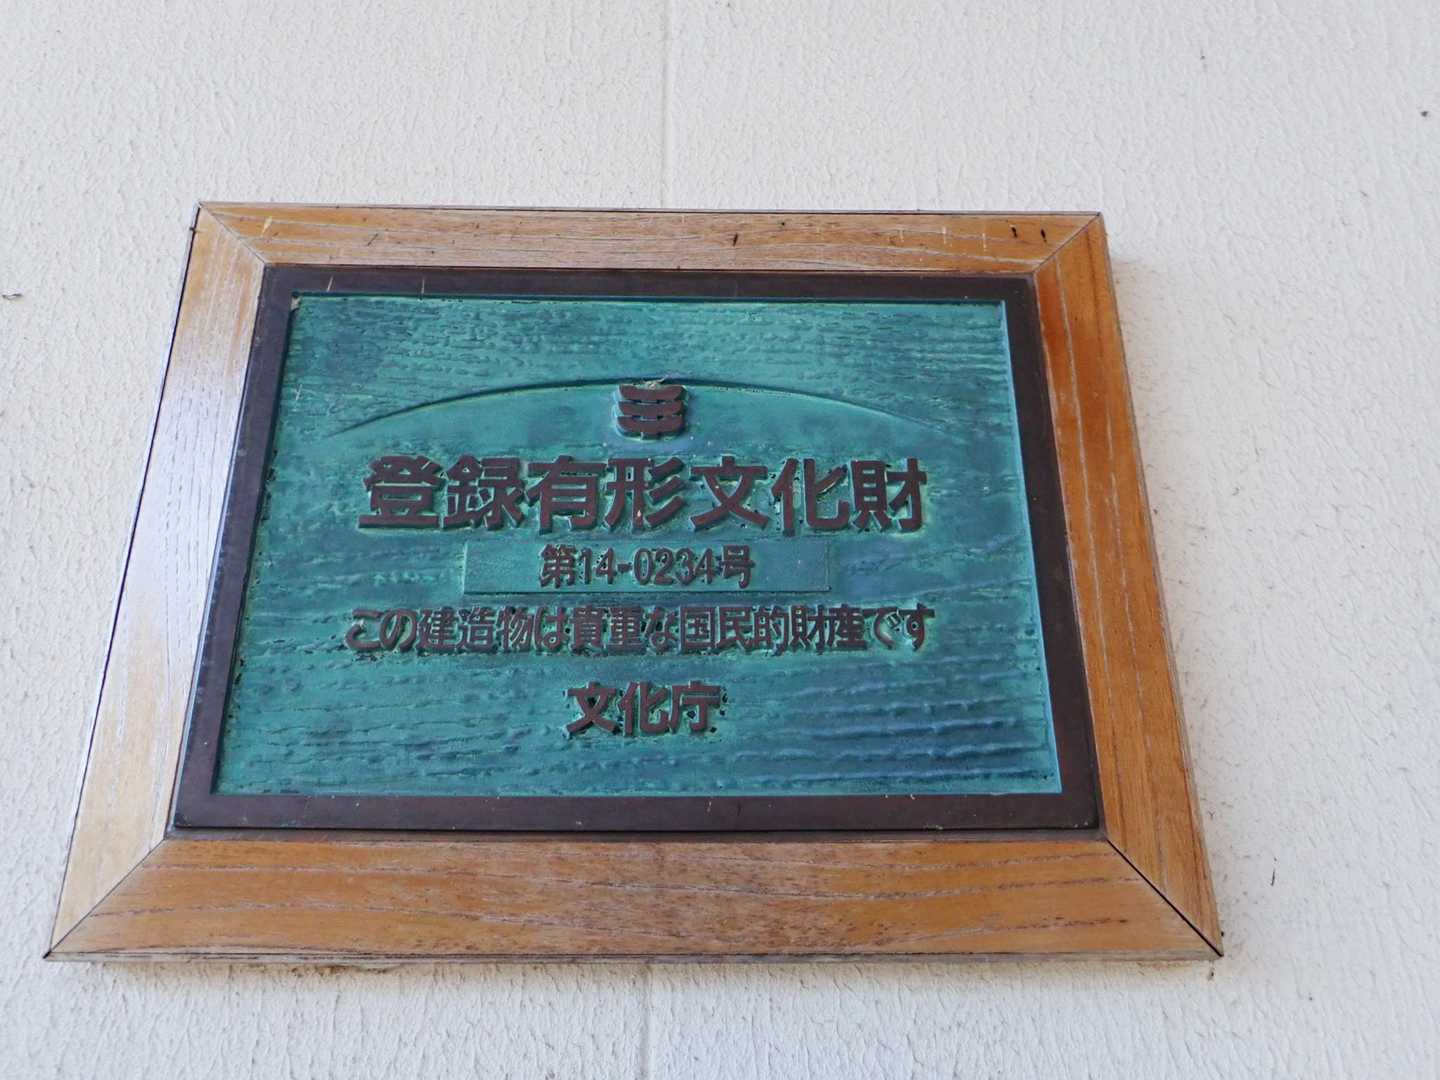 登録有形文化財
第14-0234号
この建造物は貴重な国民的財産です
文化庁